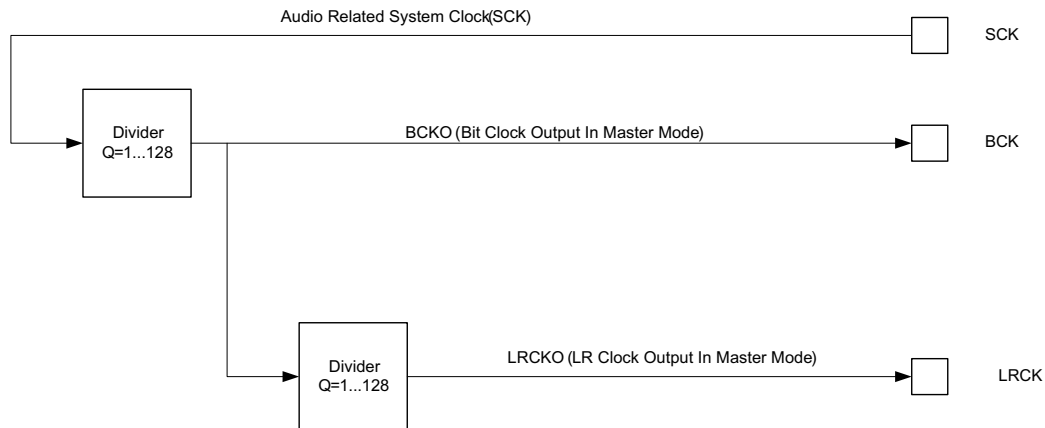 Audio Related System Clock(SCK)
SCK
Divider
Q=1...128
BCKO (Bit Clock Output In Master Mode)
BCK
Divider
Q=1...128
LRCKO (LR Clock Output In Master Mode)
LRCK